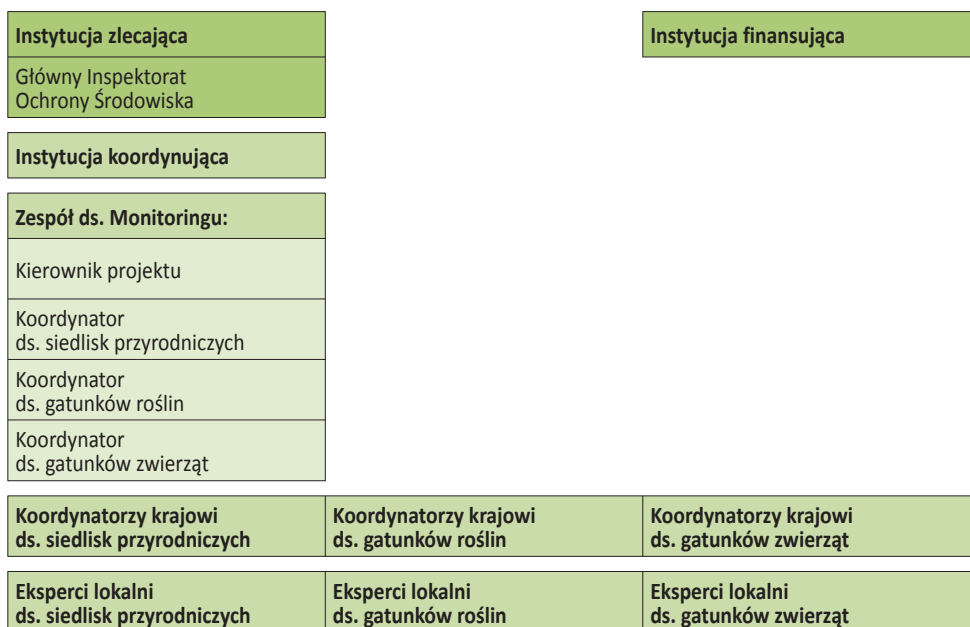 Instytucja zlecająca
Instytucja finansująca
Główny Inspektorat
Ochrony Środowiska
Instytucja koordynująca
Zespół ds. Monitoringu:
Kierownik projektu
Koordynator
ds. siedlisk przyrodniczych
Koordynator
ds. gatunków roślin
Koordynator
ds. gatunków zwierząt
Koordynatorzy krajowi
ds. siedlisk przyrodniczych
Koordynatorzy krajowi
ds. gatunków roślin
Koordynatorzy krajowi
ds. gatunków zwierząt
Eksperci lokalni
ds. siedlisk przyrodniczych
Eksperci lokalni
ds. gatunków roślin
Eksperci lokalni
ds. gatunków zwierząt